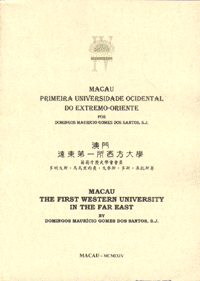 MACAU
PRIMEIRA UNIVERSIDADE OCIDENTAL
DO EXTREMO-ORIENTE
POR
DOMINGOS MAURÍCIO GOMES DOS SANTOS, S.J.
澳門
遠東第一所西方大學
MACAU
THE FIRST WESTERN UNIVERSITY
IN THE FAR EAST
BY
DOMINGOS MAURÍCIO GOMES DOS SANTOS, S.J.
MACAU – MCMXCIV